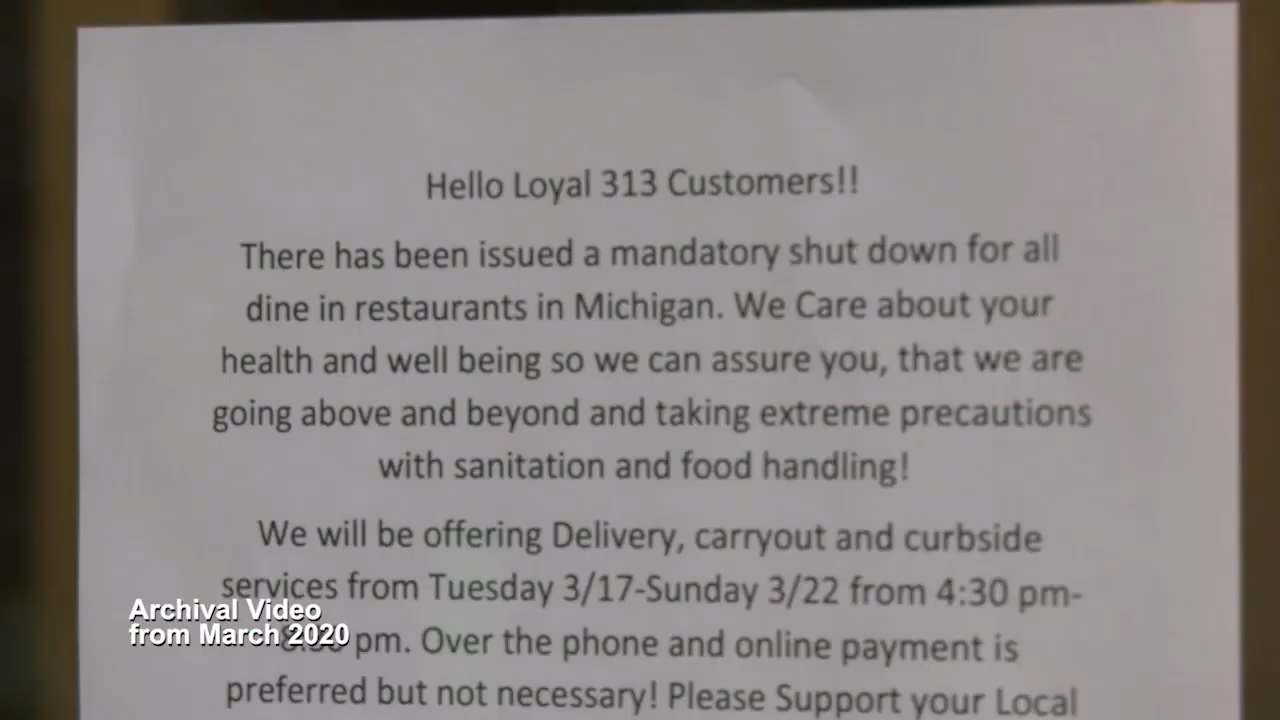 Hello Loyal 313 Customers!!
There has been issued a mandatory shut down for all
dine in restaurants in Michigan. We Care about your
health and well being so we can assure you, that we are
going above and beyond and taking extreme precautions
with sanitation and food handling!
We will be offering Delivery, carryout and curbside
services from Tuesday 3/17-Sunday 3/22 from 4:30 pm-
pm. Over the phone and online payment is
preferred but not necessary! Please Support your Local
Archival Video
from March 2020